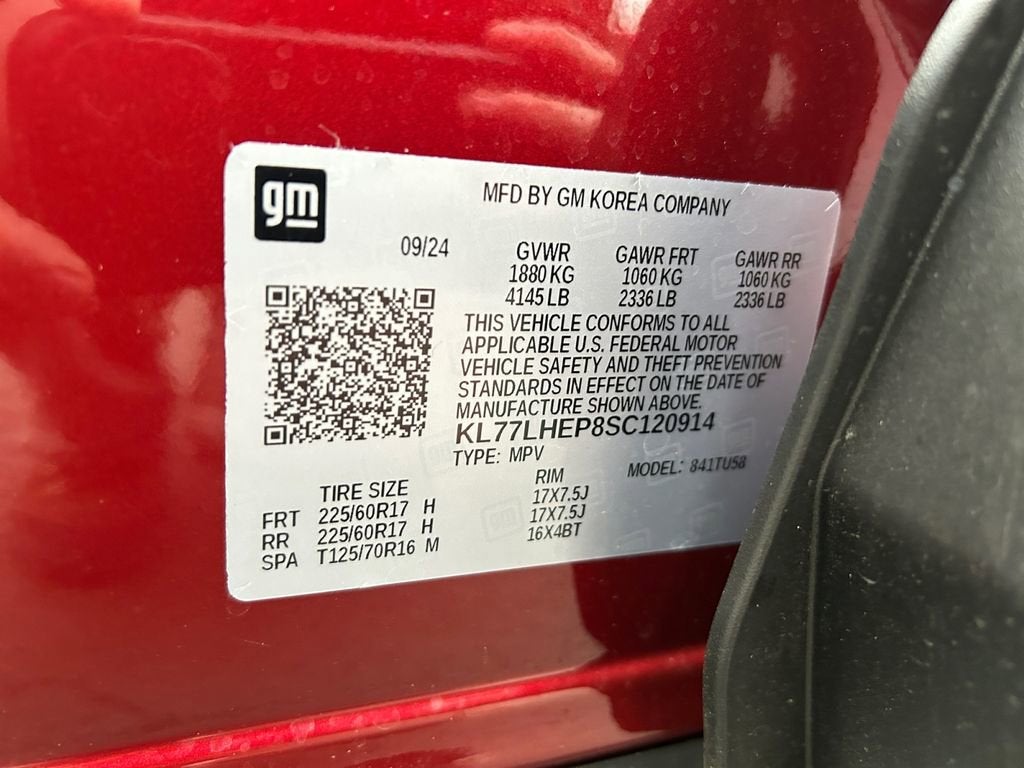 gm
MFD BY GM KOREA COMPANY
09/24 GVWR GAWR FRT GAWR RR
1880 KG 1060 KG 1060 KG
4145 LB 2336 LB 2336 LB
THIS VEHICLE CONFORMS TO ALL
APPLICABLE U.S. FEDERAL MOTOR
VEHICLE SAFETY AND THEFT PREVENTION
STANDARDS IN EFFECT ON THE DATE OF
MANUFACTURE SHOWN ABOVE.
KL77LHEP8SC120914
TYPE: MPV MODEL: 841TU58
TIRE SIZE RIM
FRT 225/60R17 H 17X7.5J
RR 225/60R17 H 17X7.5J
SPA T125/70R16 M 16X4BT